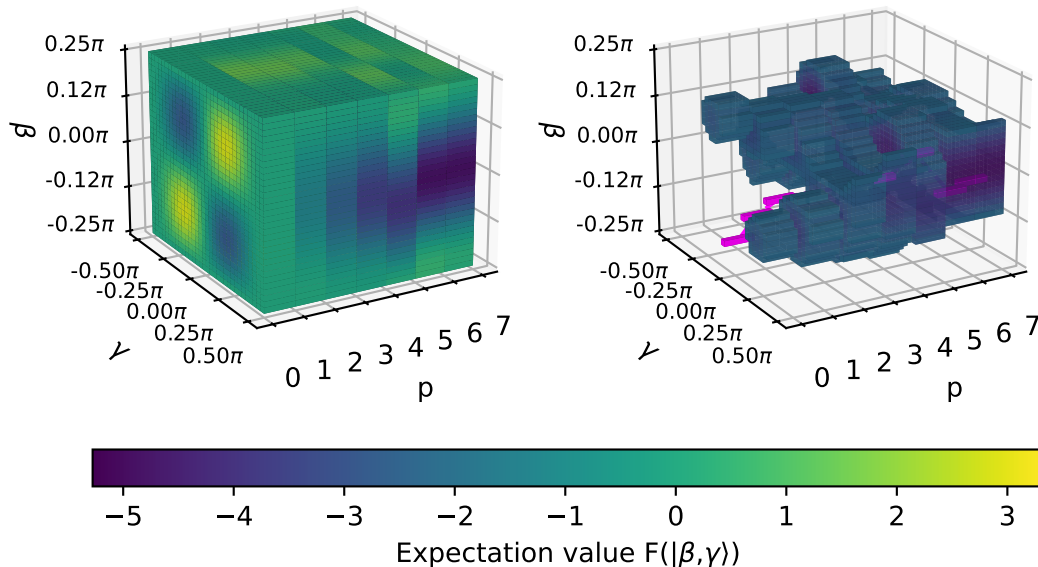 0.25π
0.12π
0.00π
-0.12π
-0.25π
β
-0.50π
-0.25π
0.00π
0.25π
0.50π
γ
0 1 2 3 4 5 6 7
p
0.25π
0.12π
0.00π
-0.12π
-0.25π
β
-0.50π
-0.25π
0.00π
0.25π
0.50π
γ
0 1 2 3 4 5 6 7
p
−5 −4 −3 −2 −1 0 1 2 3
Expectation value F(|β,γ⟩)